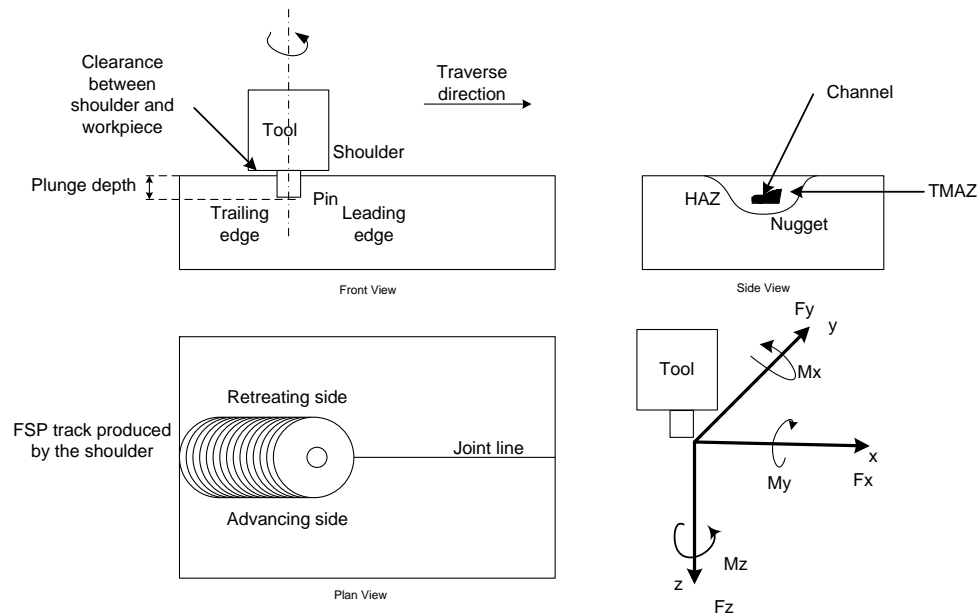 Clearance
between
shoulder and
workpiece
Traverse
direction
Tool
Shoulder
Plunge depth
Pin
Trailing
edge
Leading
edge
Front View
Channel
HAZ
TMAZ
Nugget
Side View
Retreating side
FSP track produced
by the shoulder
Joint line
Advancing side
Plan View
Fy
y
Tool
Mx
x
My
Fx
Mz
z
Fz